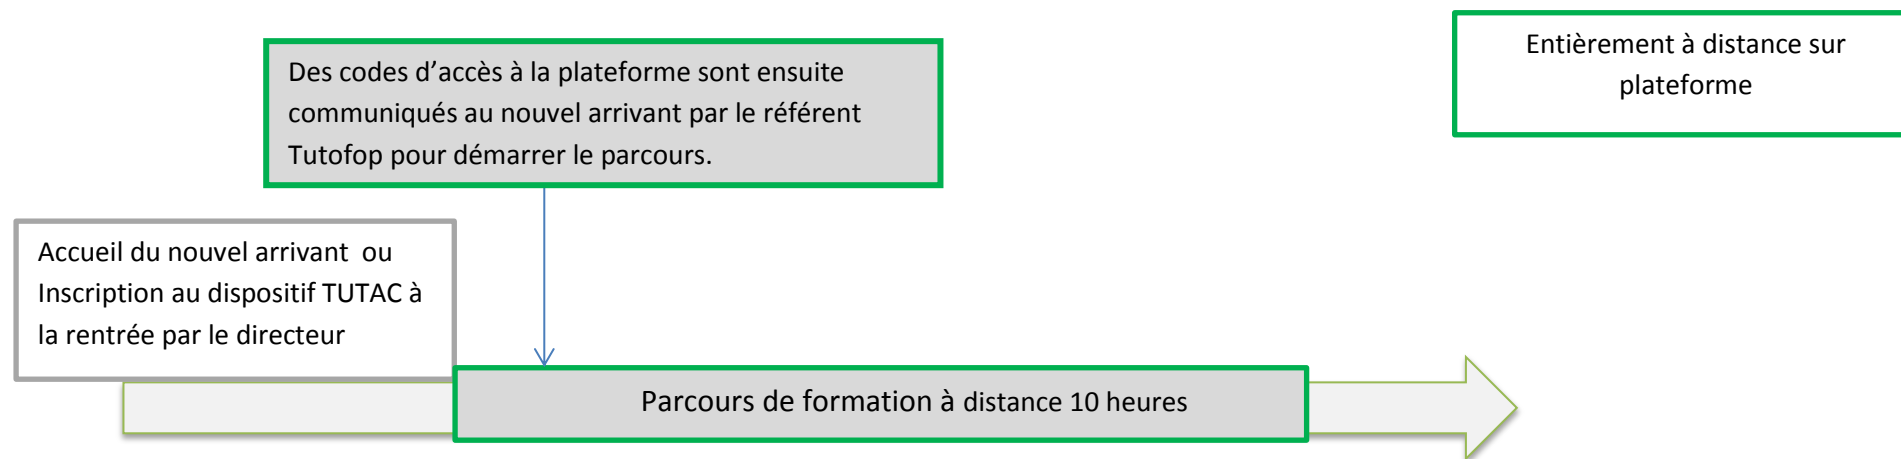 Entièrement à distance sur
plateforme
Des codes d’accès à la plateforme sont ensuite
communiqués au nouvel arrivant par le référent
Tutofop pour démarrer le parcours.
Accueil du nouvel arrivant ou
Inscription au dispositif TUTAC à
la rentrée par le directeur
Parcours de formation à distance 10 heures